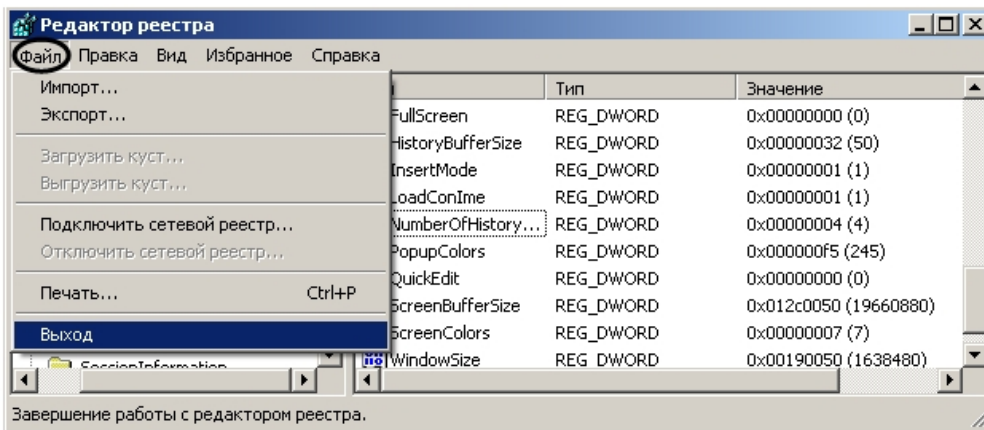 Редактор реестра
Файл Правка Вид Избранное Справка
Импорт...
Экспорт...
Загрузить куст...
Выгрузить куст...
Подключить сетевой реестр...
Отключить сетевой реестр...
Печать... Ctrl+P
Выход
Тип Значение
FullScreen REG_DWORD 0x00000000 (0)
HistoryBufferSize REG_DWORD 0x00000032 (50)
InsertMode REG_DWORD 0x00000001 (1)
LoadConIme REG_DWORD 0x00000001 (1)
NumberOfHistory... REG_DWORD 0x00000004 (4)
PopupColors REG_DWORD 0x000000f5 (245)
QuickEdit REG_DWORD 0x00000000 (0)
ScreenBufferSize REG_DWORD 0x012c0050 (19660880)
ScreenColors REG_DWORD 0x00000007 (7)
WindowSize REG_DWORD 0x00190050 (1638480)
SessionInformation
Завершение работы с редактором реестра.